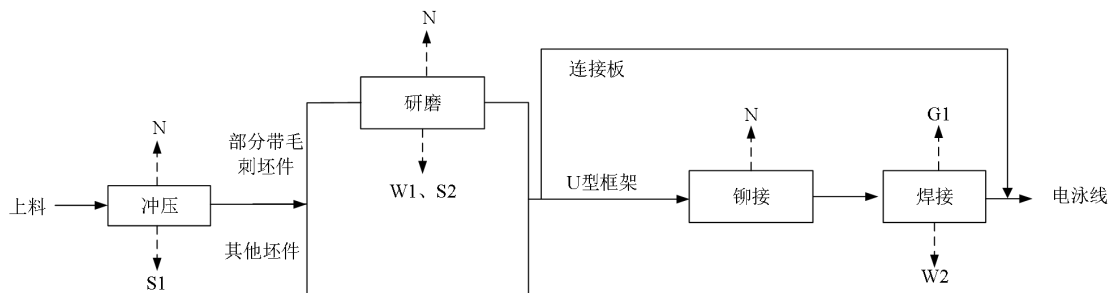 N
研磨
W1、S2
部分带毛
刺坯件
N
上料
冲压
S1
其他坯件
连接板
U型框架
N
铆接
G1
焊接
W2
电泳线